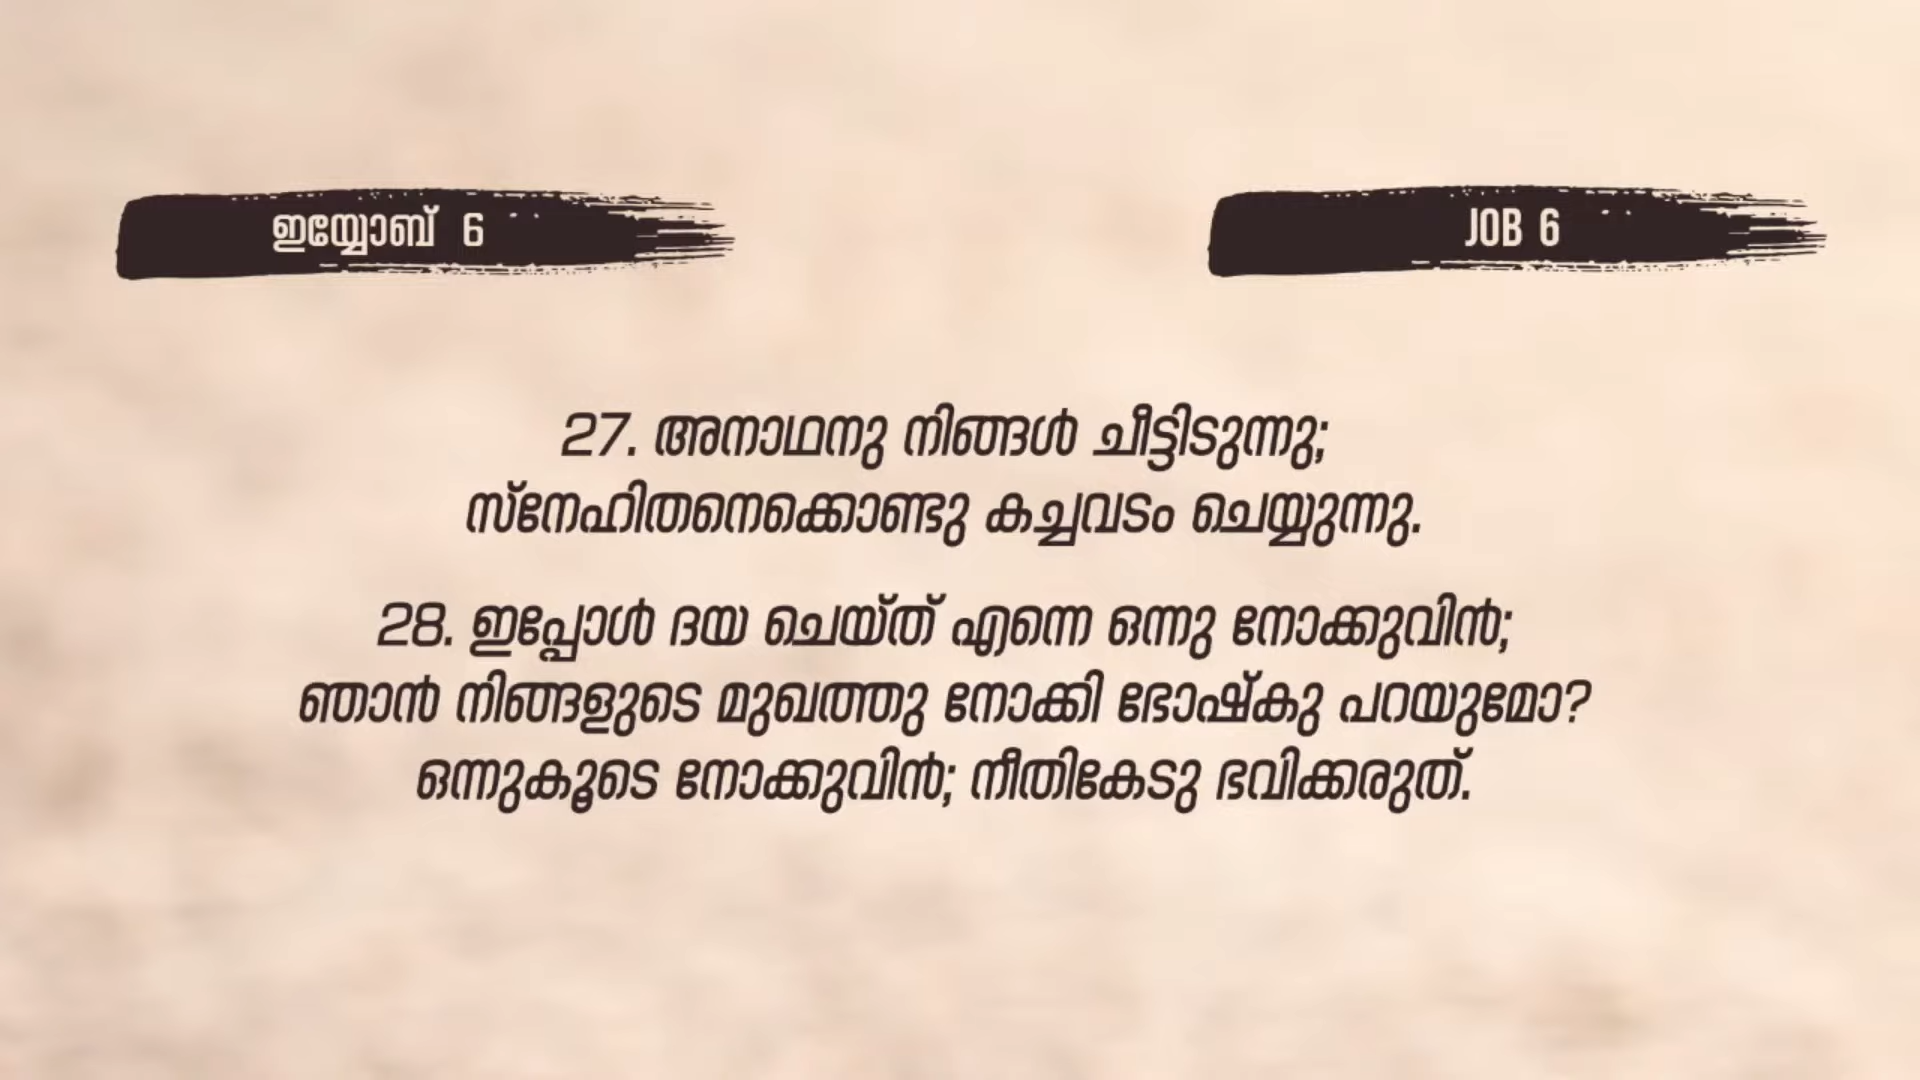 ഇയ്യോബ് 6
JOB 6
27. അനാഥനു നിങ്ങൾ ചീട്ടിടുന്നു;
സ്നേഹിതനെക്കൊണ്ടു കച്ചവടം ചെയ്യുന്നു.
28. ഇപ്പോൾ ദയ ചെയ്ത് എന്നെ ഒന്നു നോക്കുവിൻ;
ഞാൻ നിങ്ങളുടെ മുഖത്തു നോക്കി ഭോഷ്കു പറയുമോ?
ഒന്നുകൂടെ നോക്കുവിൻ; നീതികേടു ഭവിക്കരുത്.